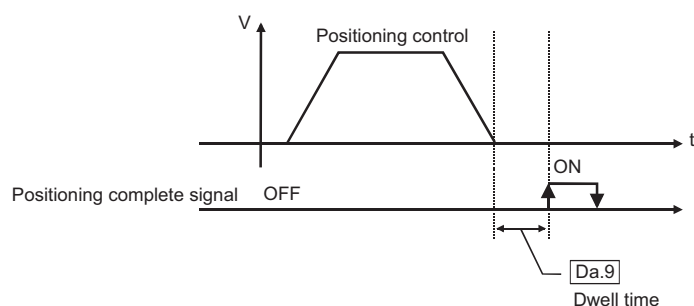 V
Positioning control
t
ON
Positioning complete signal OFF
Da.9
Dwell time